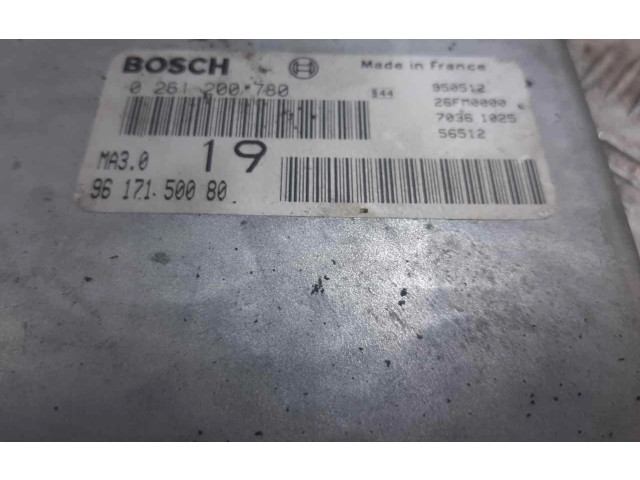 BOSCH Made in France
0 261 200 780 S44 950512
26FM0000
7036 1025
56512
MA3.0 19
96 171 500 80